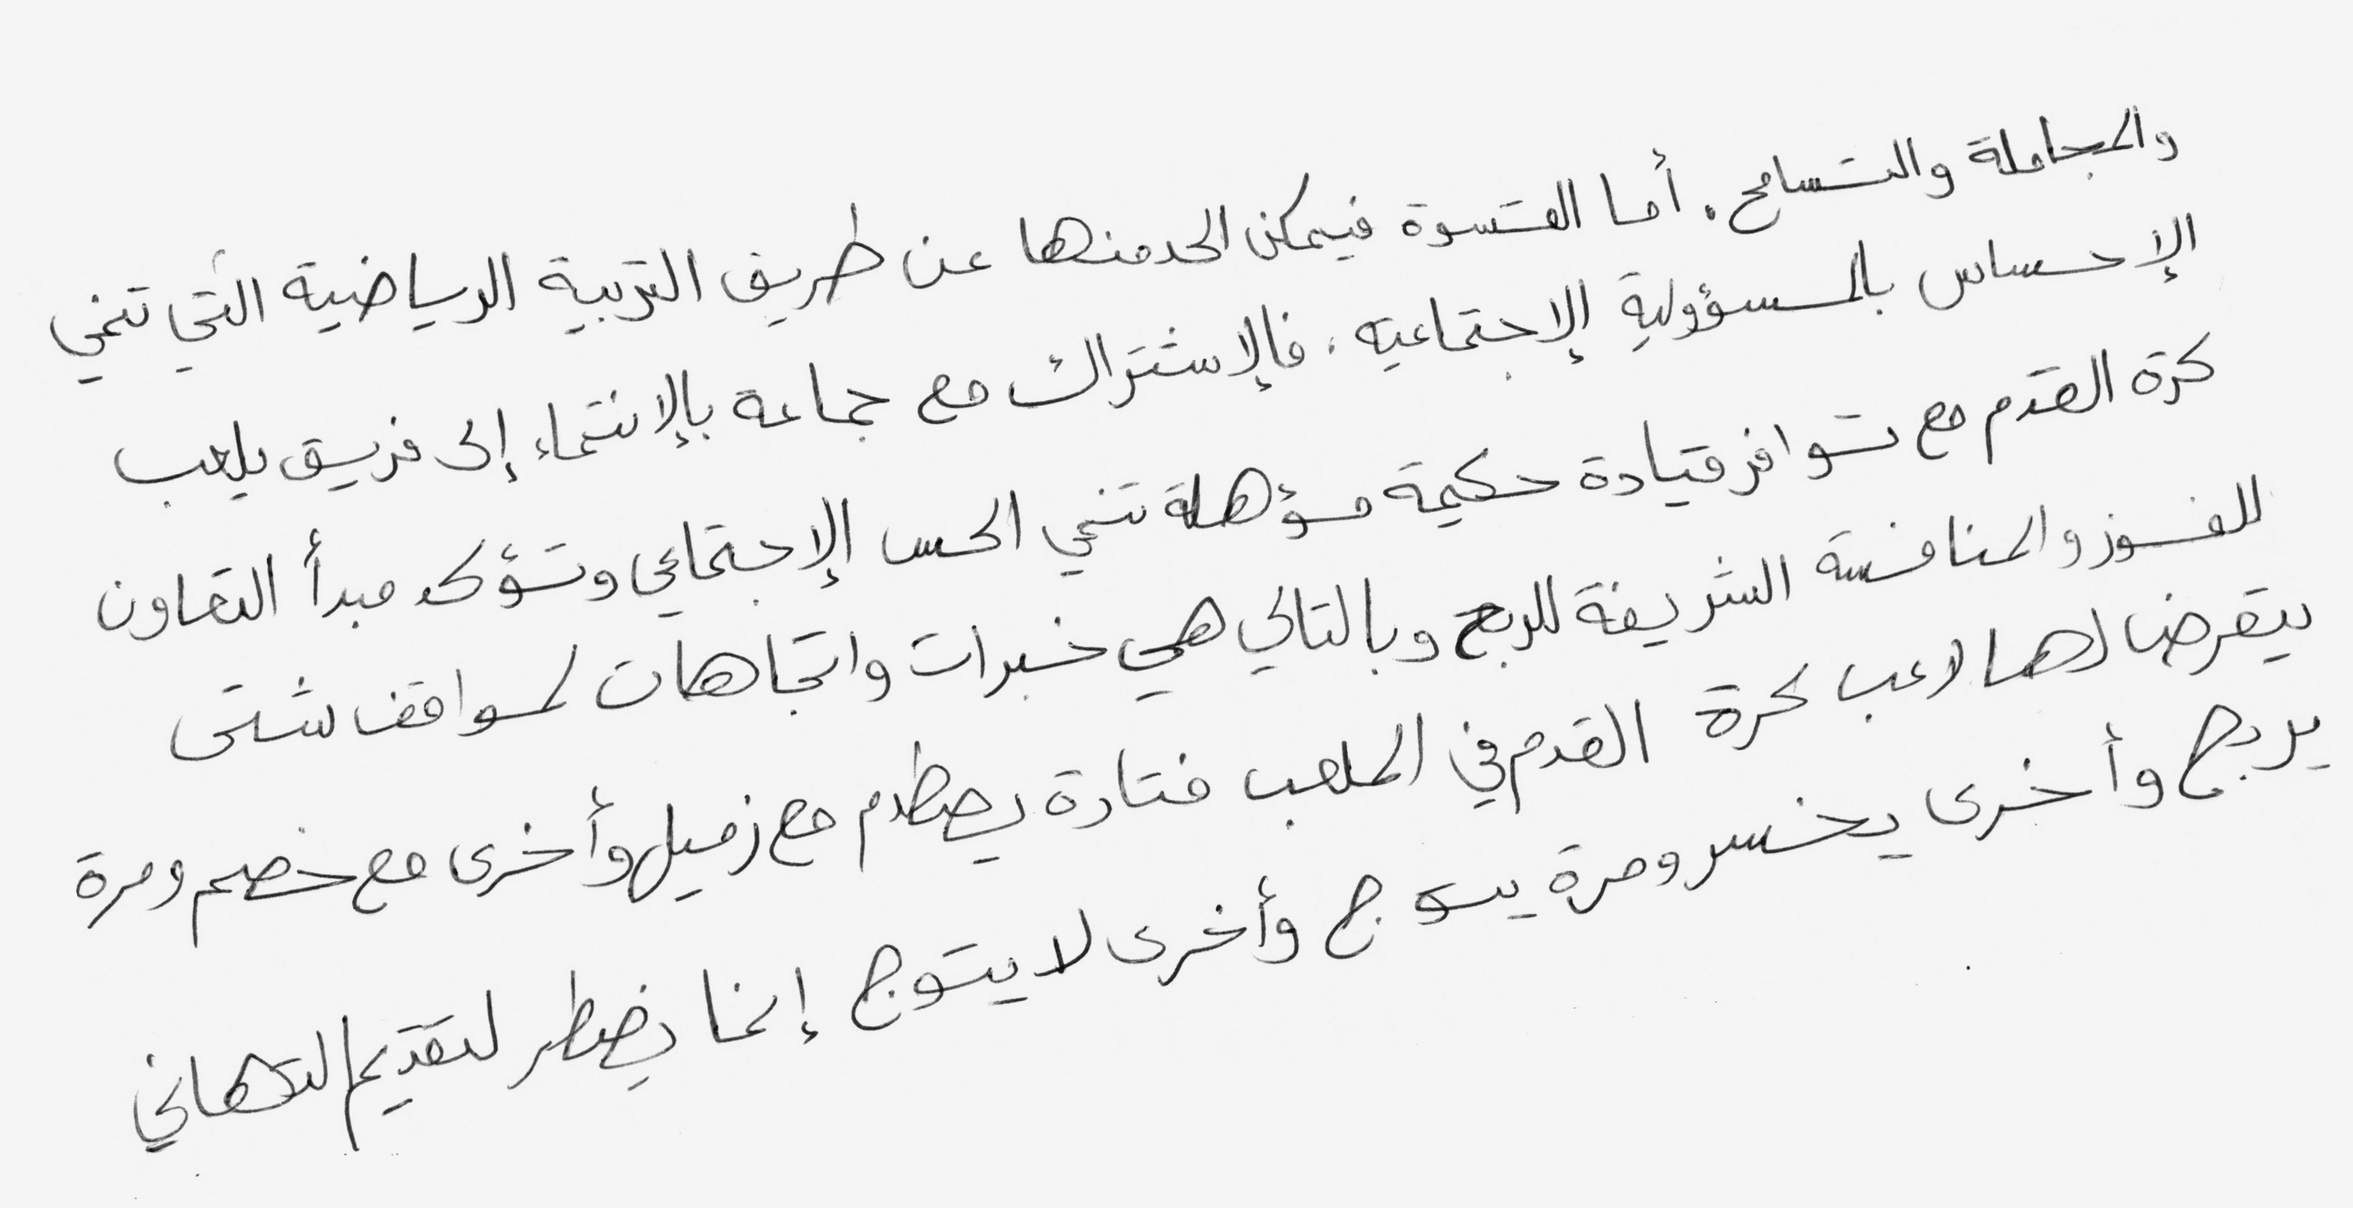 والمجاملة والتسامح. أما القسوة فيمكن الحد منها عن طريق التربية الرياضية التي تنمي
الإحساس بالمسؤولية الإجتماعية، فالإشتراك مع جماعة بالإنتماء إلى فريق يلعب
كرة القدم مع توافر قيادة حكيمة مؤهلة تنمي الحس الإجتماعي وتؤكد مبدأ التعاون
للفوز والمنافسة الشريفة للربح وبالتالي هي خبرات واتجاهات لمواقف شتى
يتعرض لها لاعب كرة القدم في الملعب فتارة يصطدم مع زميله وأخرى مع خصم ومرة
يربح وأخرى يخسر ومرة يتوج وأخرى لا يتوج إنما يضطر لتقديم التهاني